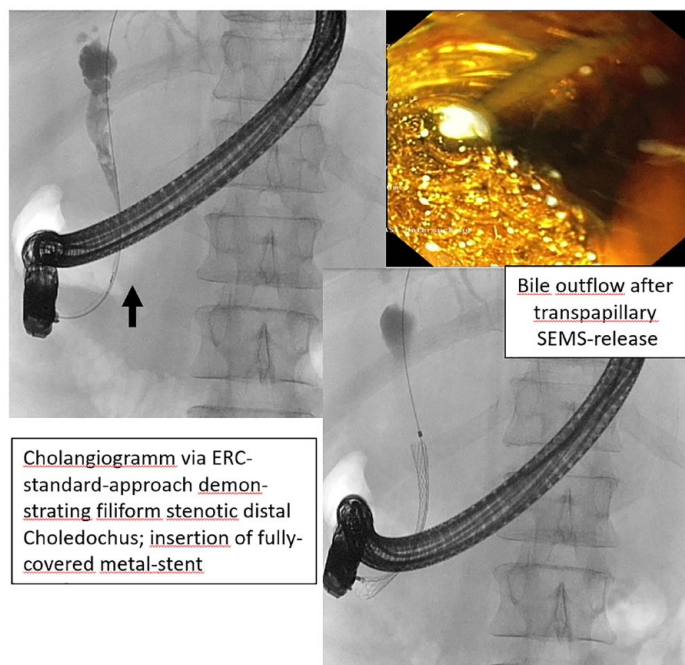 Bile outflow after
transpapillary
SEMS-release
Cholangiogramm via ERC-
standard-approach demon-
strating filiform stenotic distal
Choledochus; insertion of fully-
covered metal-stent